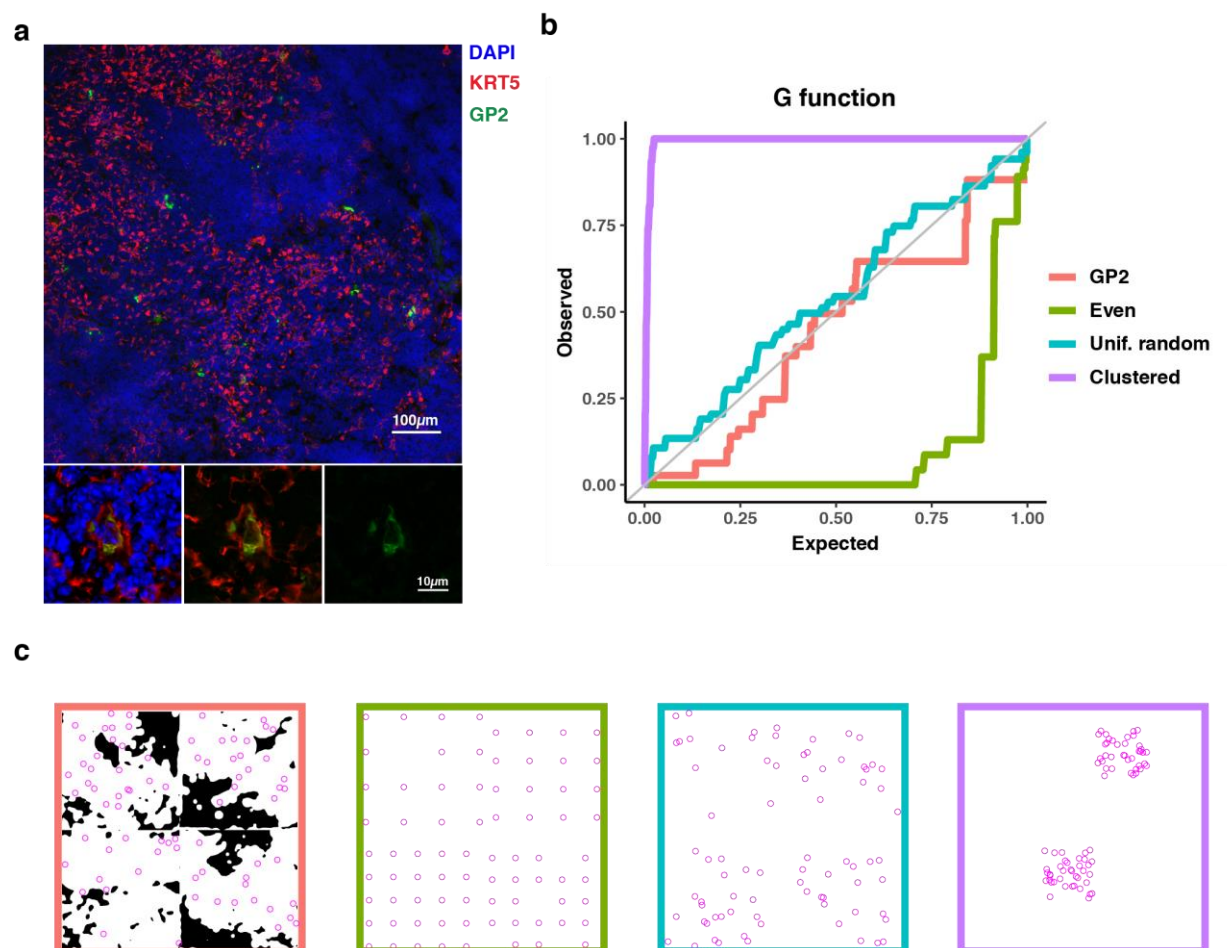 a
DAPI
KRT5
GP2
100μm
10μm
b
G function
Observed
1.00
0.75
0.50
0.25
0.00
0.00 0.25 0.50 0.75 1.00
Expected
GP2
Even
Unif. random
Clustered
c